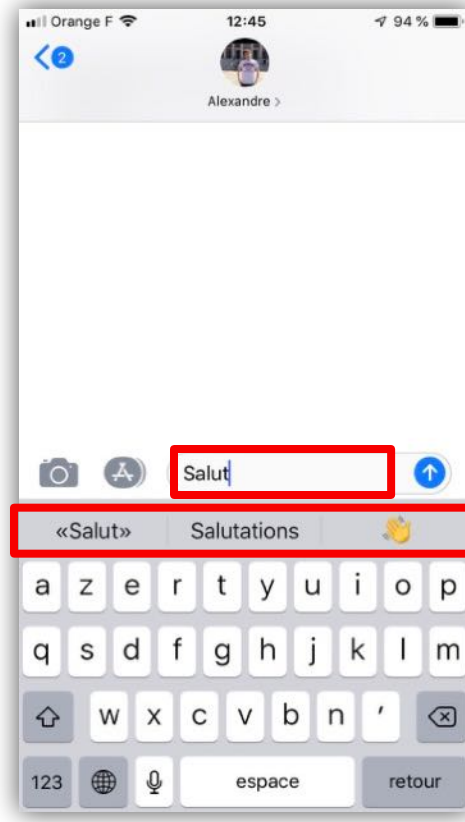 Orange F 12:45 94 %
2
Alexandre >
Salut
«Salut» Salutations 👋
a z e r t y u i o p
q s d f g h j k l m
w x c v b n ′
123 espace retour